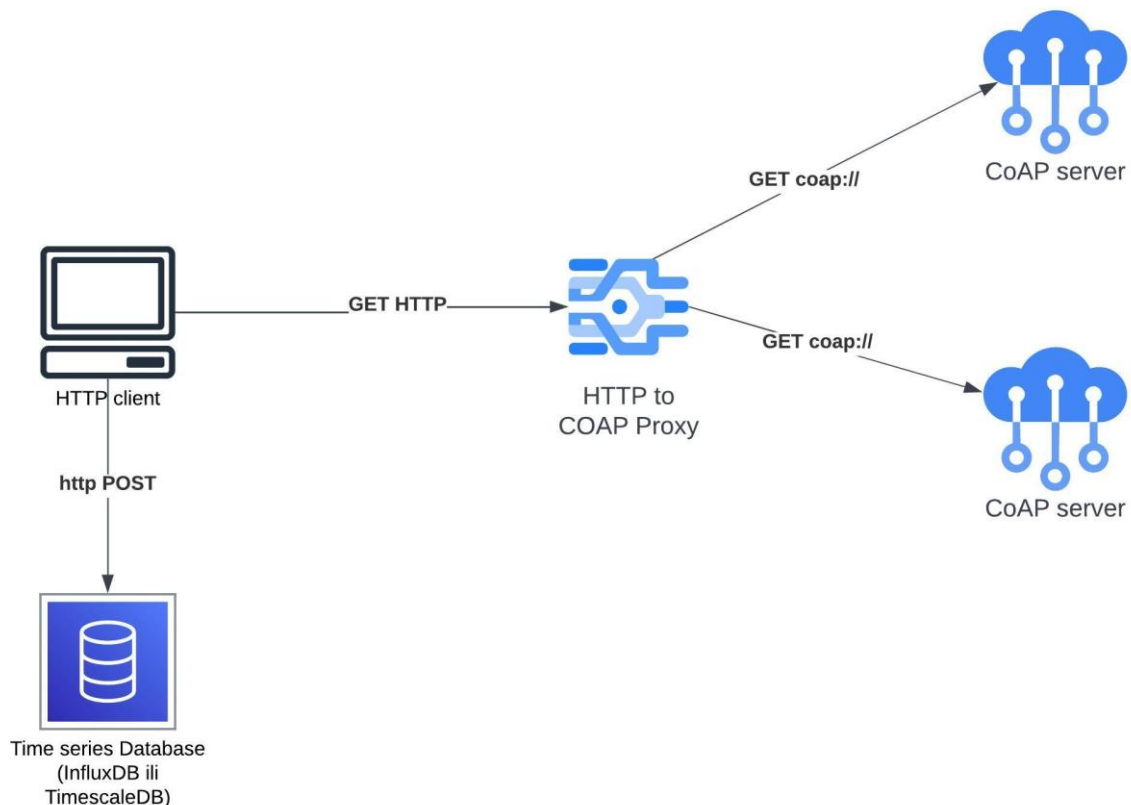 CoAP server
GET coap://
GET HTTP
GET coap://
HTTP client
HTTP to
COAP Proxy
http POST
CoAP server
Time series Database
(InfluxDB ili
TimescaleDB)